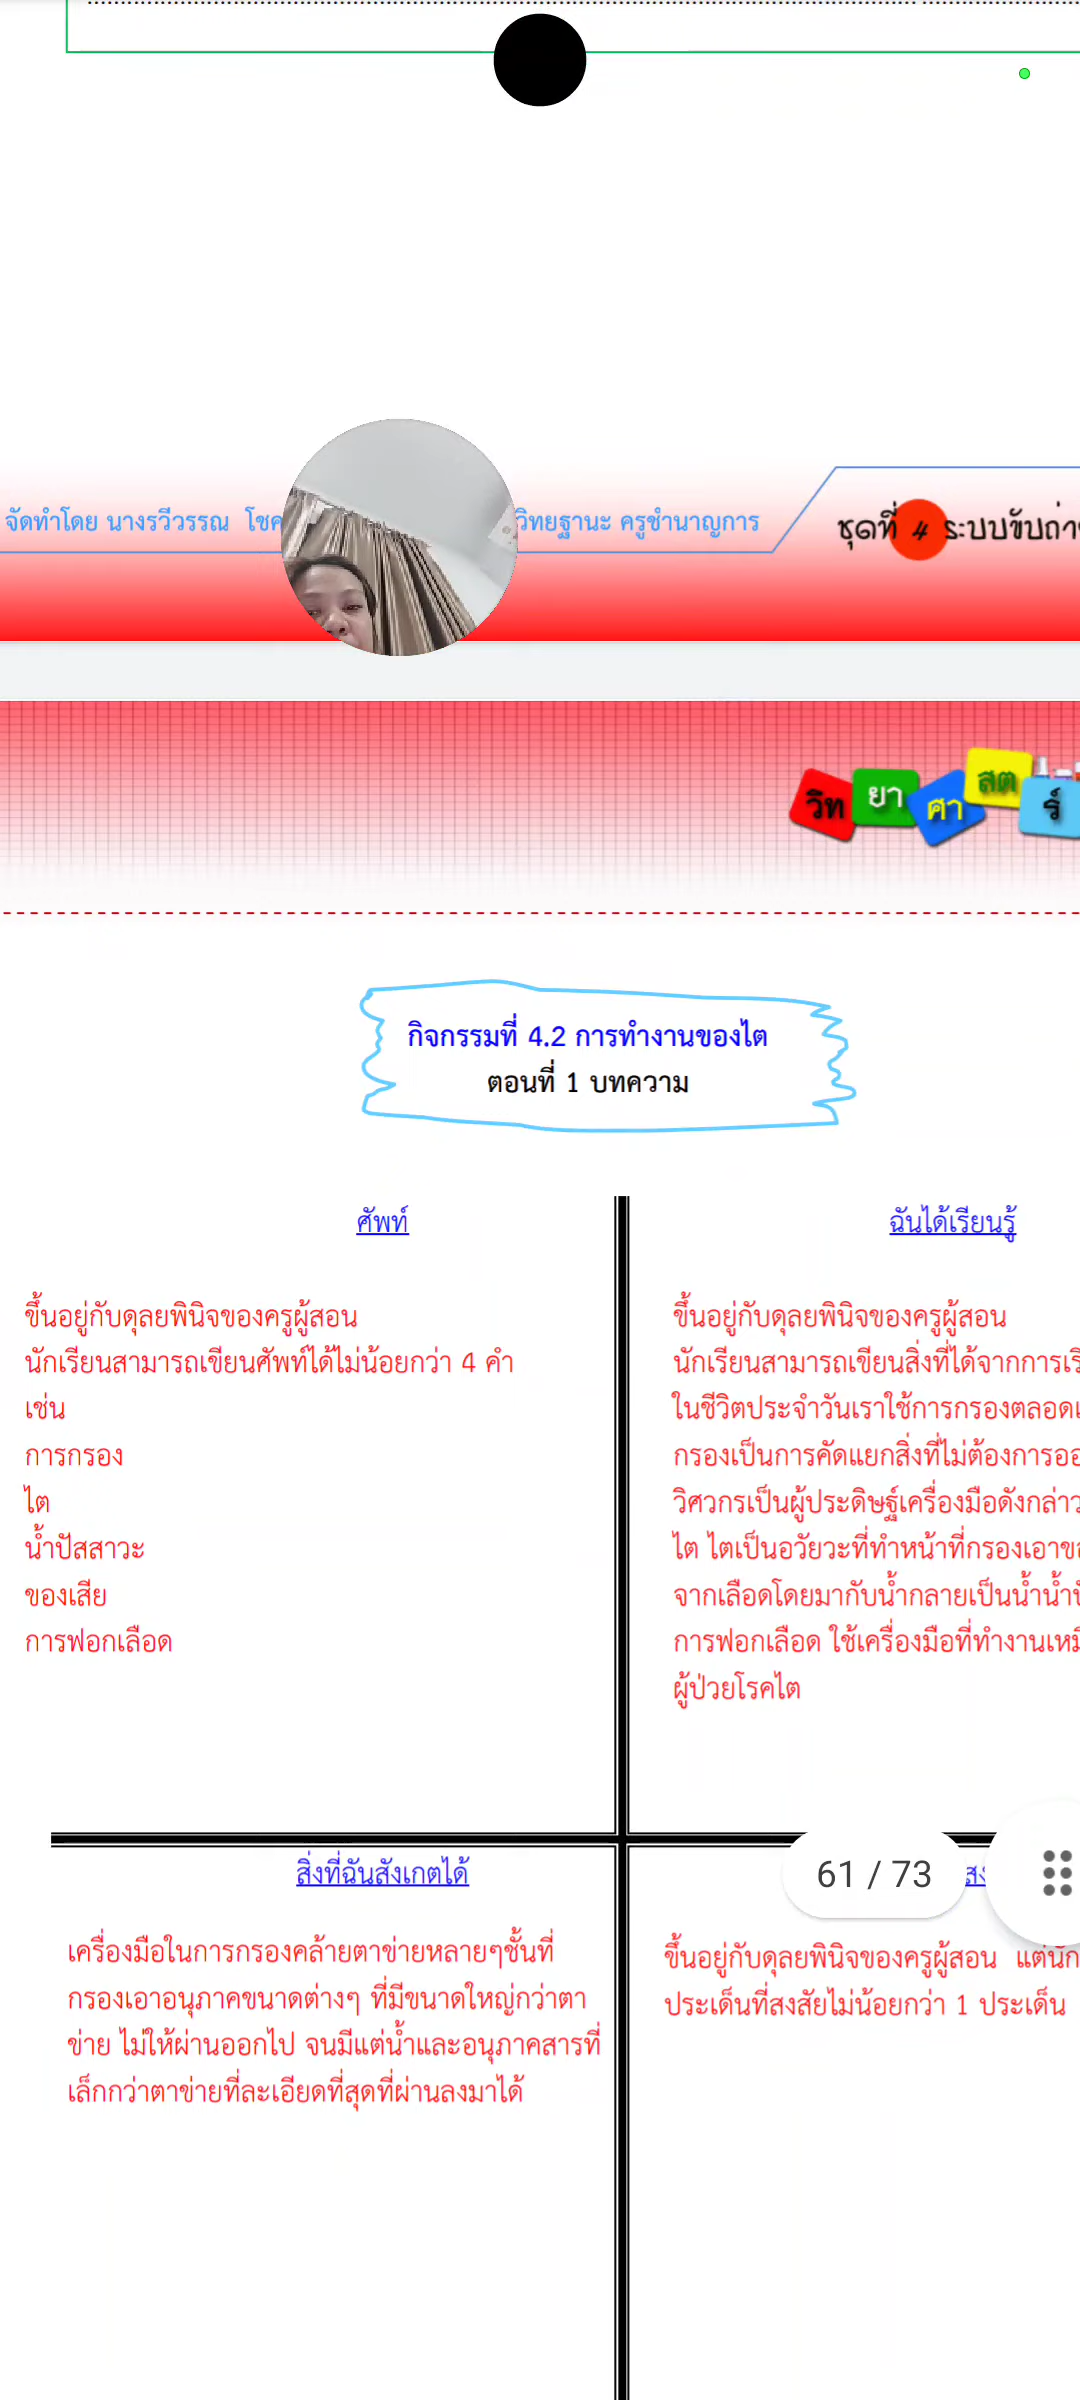 จัดทำโดย นางรวีวรรณ โชค
วิทยฐานะ ครูชำนาญการ
ชุดที่ 4 ระบบขับถ่า
วิท ยา ศา สต ร์
กิจกรรมที่ 4.2 การทำงานของไต
ตอนที่ 1 บทความ
ศัพท์
ขึ้นอยู่กับดุลยพินิจของครูผู้สอน
นักเรียนสามารถเขียนศัพท์ได้ไม่น้อยกว่า 4 คำ
เช่น
การกรอง
ไต
น้ำปัสสาวะ
ของเสีย
การฟอกเลือด
ฉันได้เรียนรู้
ขึ้นอยู่กับดุลยพินิจของครูผู้สอน
นักเรียนสามารถเขียนสิ่งที่ได้จากการเรี
ในชีวิตประจำวันเราใช้การกรองตลอดเ
กรองเป็นการคัดแยกสิ่งที่ไม่ต้องการออ
วิศวกรเป็นผู้ประดิษฐ์เครื่องมือดังกล่าว
ไต ไตเป็นอวัยวะที่ทำหน้าที่กรองเอาขอ
จากเลือดโดยมากับน้ำกลายเป็นน้ำน้ำปั
การฟอกเลือด ใช้เครื่องมือที่ทำงานเหมื
ผู้ป่วยโรคไต
สิ่งที่ฉันสังเกตได้
เครื่องมือในการกรองคล้ายตาข่ายหลายๆชั้นที่
กรองเอาอนุภาคขนาดต่างๆ ที่มีขนาดใหญ่กว่าตา
ข่าย ไม่ให้ผ่านออกไป จนมีแต่น้ำและอนุภาคสารที่
เล็กกว่าตาข่ายที่ละเอียดที่สุดที่ผ่านลงมาได้
61 / 73
ขึ้นอยู่กับดุลยพินิจของครูผู้สอน แต่นัก
ประเด็นที่สงสัยไม่น้อยกว่า 1 ประเด็น